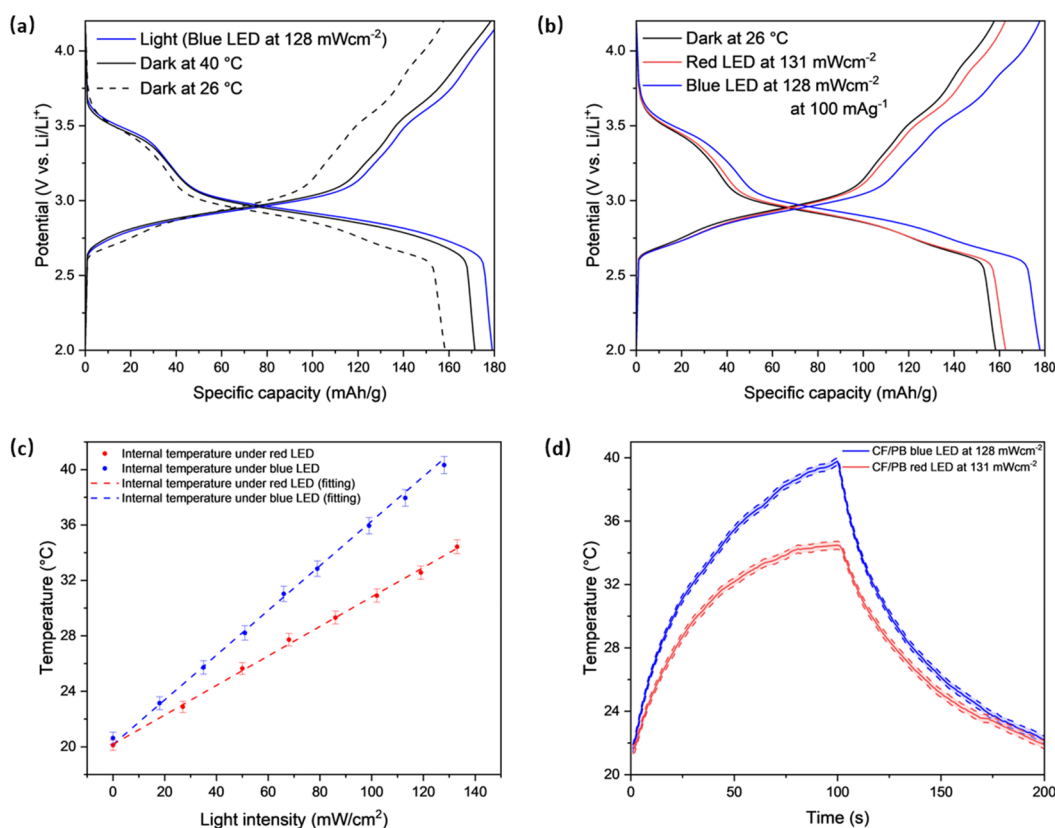 (a)
Light (Blue LED at 128 mWcm⁻²)
Dark at 40 °C
Dark at 26 °C
Potential (V vs. Li/Li⁺)
4.0
3.5
3.0
2.5
2.0
0 20 40 60 80 100 120 140 160 180
Specific capacity (mAh/g)
(b)
Dark at 26 °C
Red LED at 131 mWcm⁻²
Blue LED at 128 mWcm⁻²
at 100 mAg⁻¹
Potential (V vs. Li/Li⁺)
4.0
3.5
3.0
2.5
2.0
0 20 40 60 80 100 120 140 160 180
Specific capacity (mAh/g)
(c)
Internal temperature under red LED
Internal temperature under blue LED
Internal temperature under red LED (fitting)
Internal temperature under blue LED (fitting)
Temperature (°C)
40
36
32
28
24
20
0 20 40 60 80 100 120 140
Light intensity (mW/cm²)
(d)
CF/PB blue LED at 128 mWcm⁻²
CF/PB red LED at 131 mWcm⁻²
Temperature (°C)
40
36
32
28
24
20
0 50 100 150 200
Time (s)